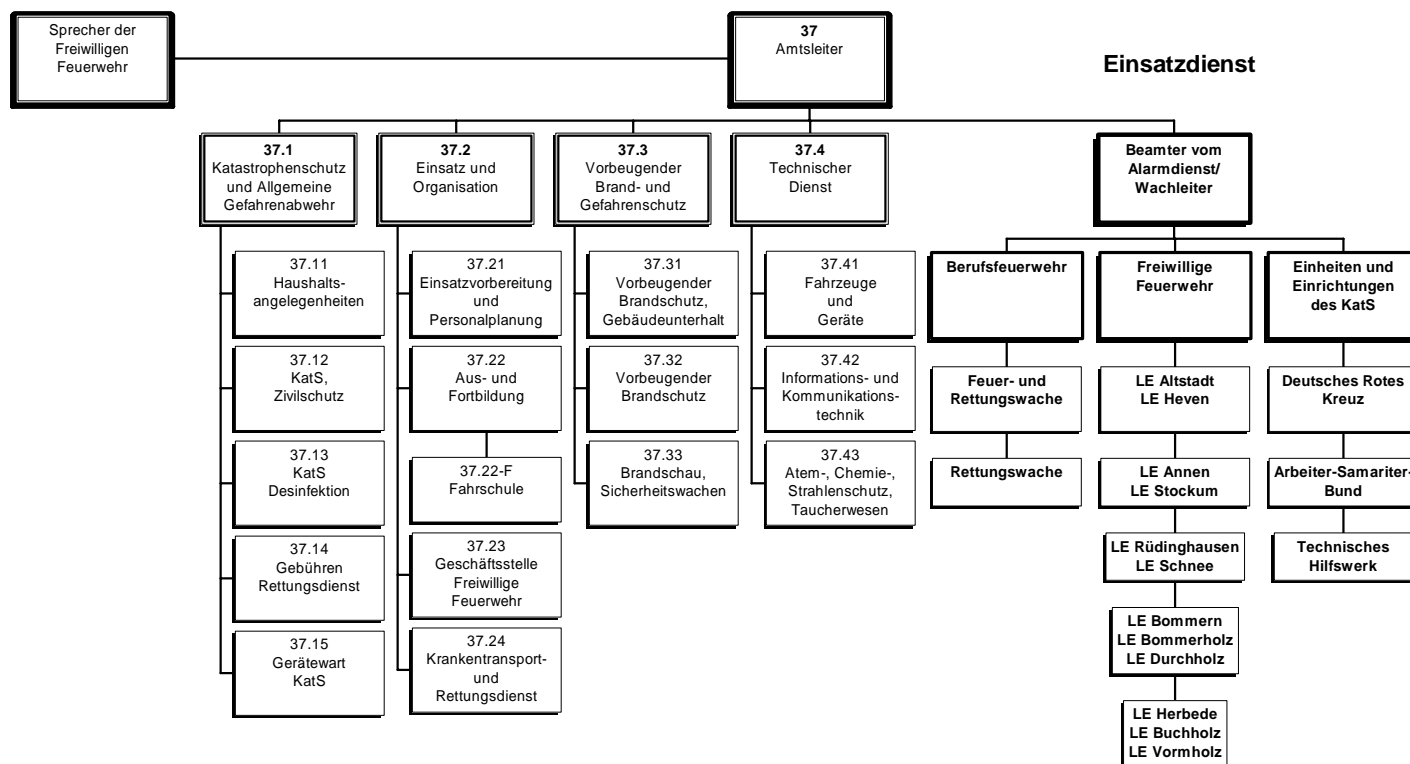 Sprecher der
Freiwilligen
Feuerwehr
37
Amtsleiter
Einsatzdienst
37.1
Katastrophenschutz
und Allgemeine
Gefahrenabwehr
37.2
Einsatz und
Organisation
37.3
Vorbeugender
Brand- und
Gefahrenschutz
37.4
Technischer
Dienst
Beamter vom
Alarmdienst/
Wachleiter
37.11
Haushalts-
angelegenheiten
37.12
KatS,
Zivilschutz
37.13
KatS
Desinfektion
37.14
Gebühren
Rettungsdienst
37.15
Gerätewart
KatS
37.21
Einsatzvorbereitung
und
Personalplanung
37.22
Aus- und
Fortbildung
37.22-F
Fahrschule
37.23
Geschäftsstelle
Freiwillige
Feuerwehr
37.24
Krankentransport-
und
Rettungsdienst
37.31
Vorbeugender
Brandschutz,
Gebäudeunterhalt
37.32
Vorbeugender
Brandschutz
37.33
Brandschau,
Sicherheitswachen
37.41
Fahrzeuge
und
Geräte
37.42
Informations- und
Kommunikations-
technik
37.43
Atem-, Chemie-,
Strahlenschutz,
Taucherwesen
Berufsfeuerwehr
Feuer- und
Rettungswache
Rettungswache
Freiwillige
Feuerwehr
LE Altstadt
LE Heven
LE Annen
LE Stockum
LE Rüdinghausen
LE Schnee
LE Bommern
LE Bommerholz
LE Durchholz
LE Herbede
LE Buchholz
LE Vormholz
Einheiten und
Einrichtungen
des KatS
Deutsches Rotes
Kreuz
Arbeiter-Samariter-
Bund
Technisches
Hilfswerk